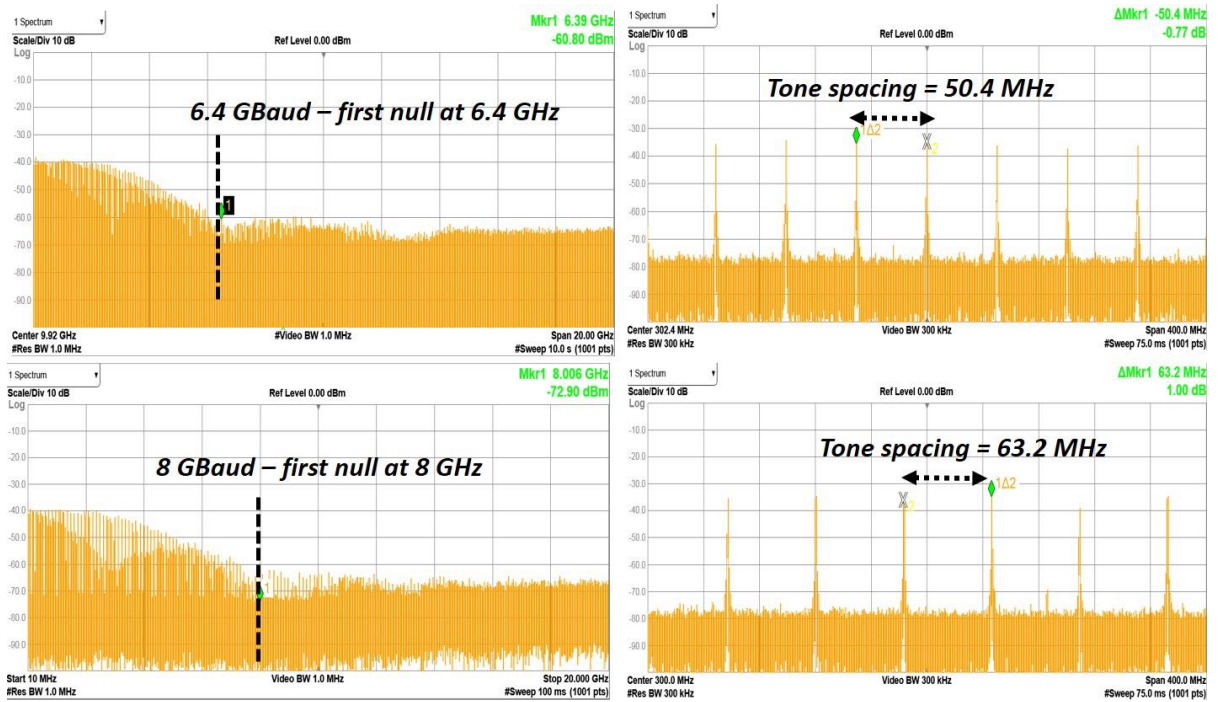 1 Spectrum
Scale/Div 10 dB
Log
Ref Level 0.00 dBm
Mkr1 6.39 GHz
-60.80 dBm
-10.0
-20.0
-30.0
-40.0
-50.0
-60.0
-70.0
-80.0
-90.0
6.4 GBaud – first null at 6.4 GHz
1
Center 9.92 GHz
#Res BW 1.0 MHz
#Video BW 1.0 MHz
Span 20.00 GHz
#Sweep 10.0 s (1001 pts)
1 Spectrum
Scale/Div 10 dB
Log
Ref Level 0.00 dBm
ΔMkr1 -50.4 MHz
-0.77 dB
-10.0
-20.0
-30.0
-40.0
-50.0
-60.0
-70.0
-80.0
-90.0
Tone spacing = 50.4 MHz
1Δ2
2
Center 302.4 MHz
#Res BW 300 kHz
Video BW 300 kHz
Span 400.0 MHz
#Sweep 75.0 ms (1001 pts)
1 Spectrum
Scale/Div 10 dB
Log
Ref Level 0.00 dBm
Mkr1 8.006 GHz
-72.90 dBm
-10.0
-20.0
-30.0
-40.0
-50.0
-60.0
-70.0
-80.0
-90.0
8 GBaud – first null at 8 GHz
1
Start 10 MHz
#Res BW 1.0 MHz
Video BW 1.0 MHz
Stop 20.000 GHz
#Sweep 100 ms (1001 pts)
1 Spectrum
Scale/Div 10 dB
Log
Ref Level 0.00 dBm
ΔMkr1 63.2 MHz
1.00 dB
-10.0
-20.0
-30.0
-40.0
-50.0
-60.0
-70.0
-80.0
-90.0
Tone spacing = 63.2 MHz
2
1Δ2
Center 300.0 MHz
#Res BW 300 kHz
Video BW 300 kHz
Span 400.0 MHz
#Sweep 75.0 ms (1001 pts)